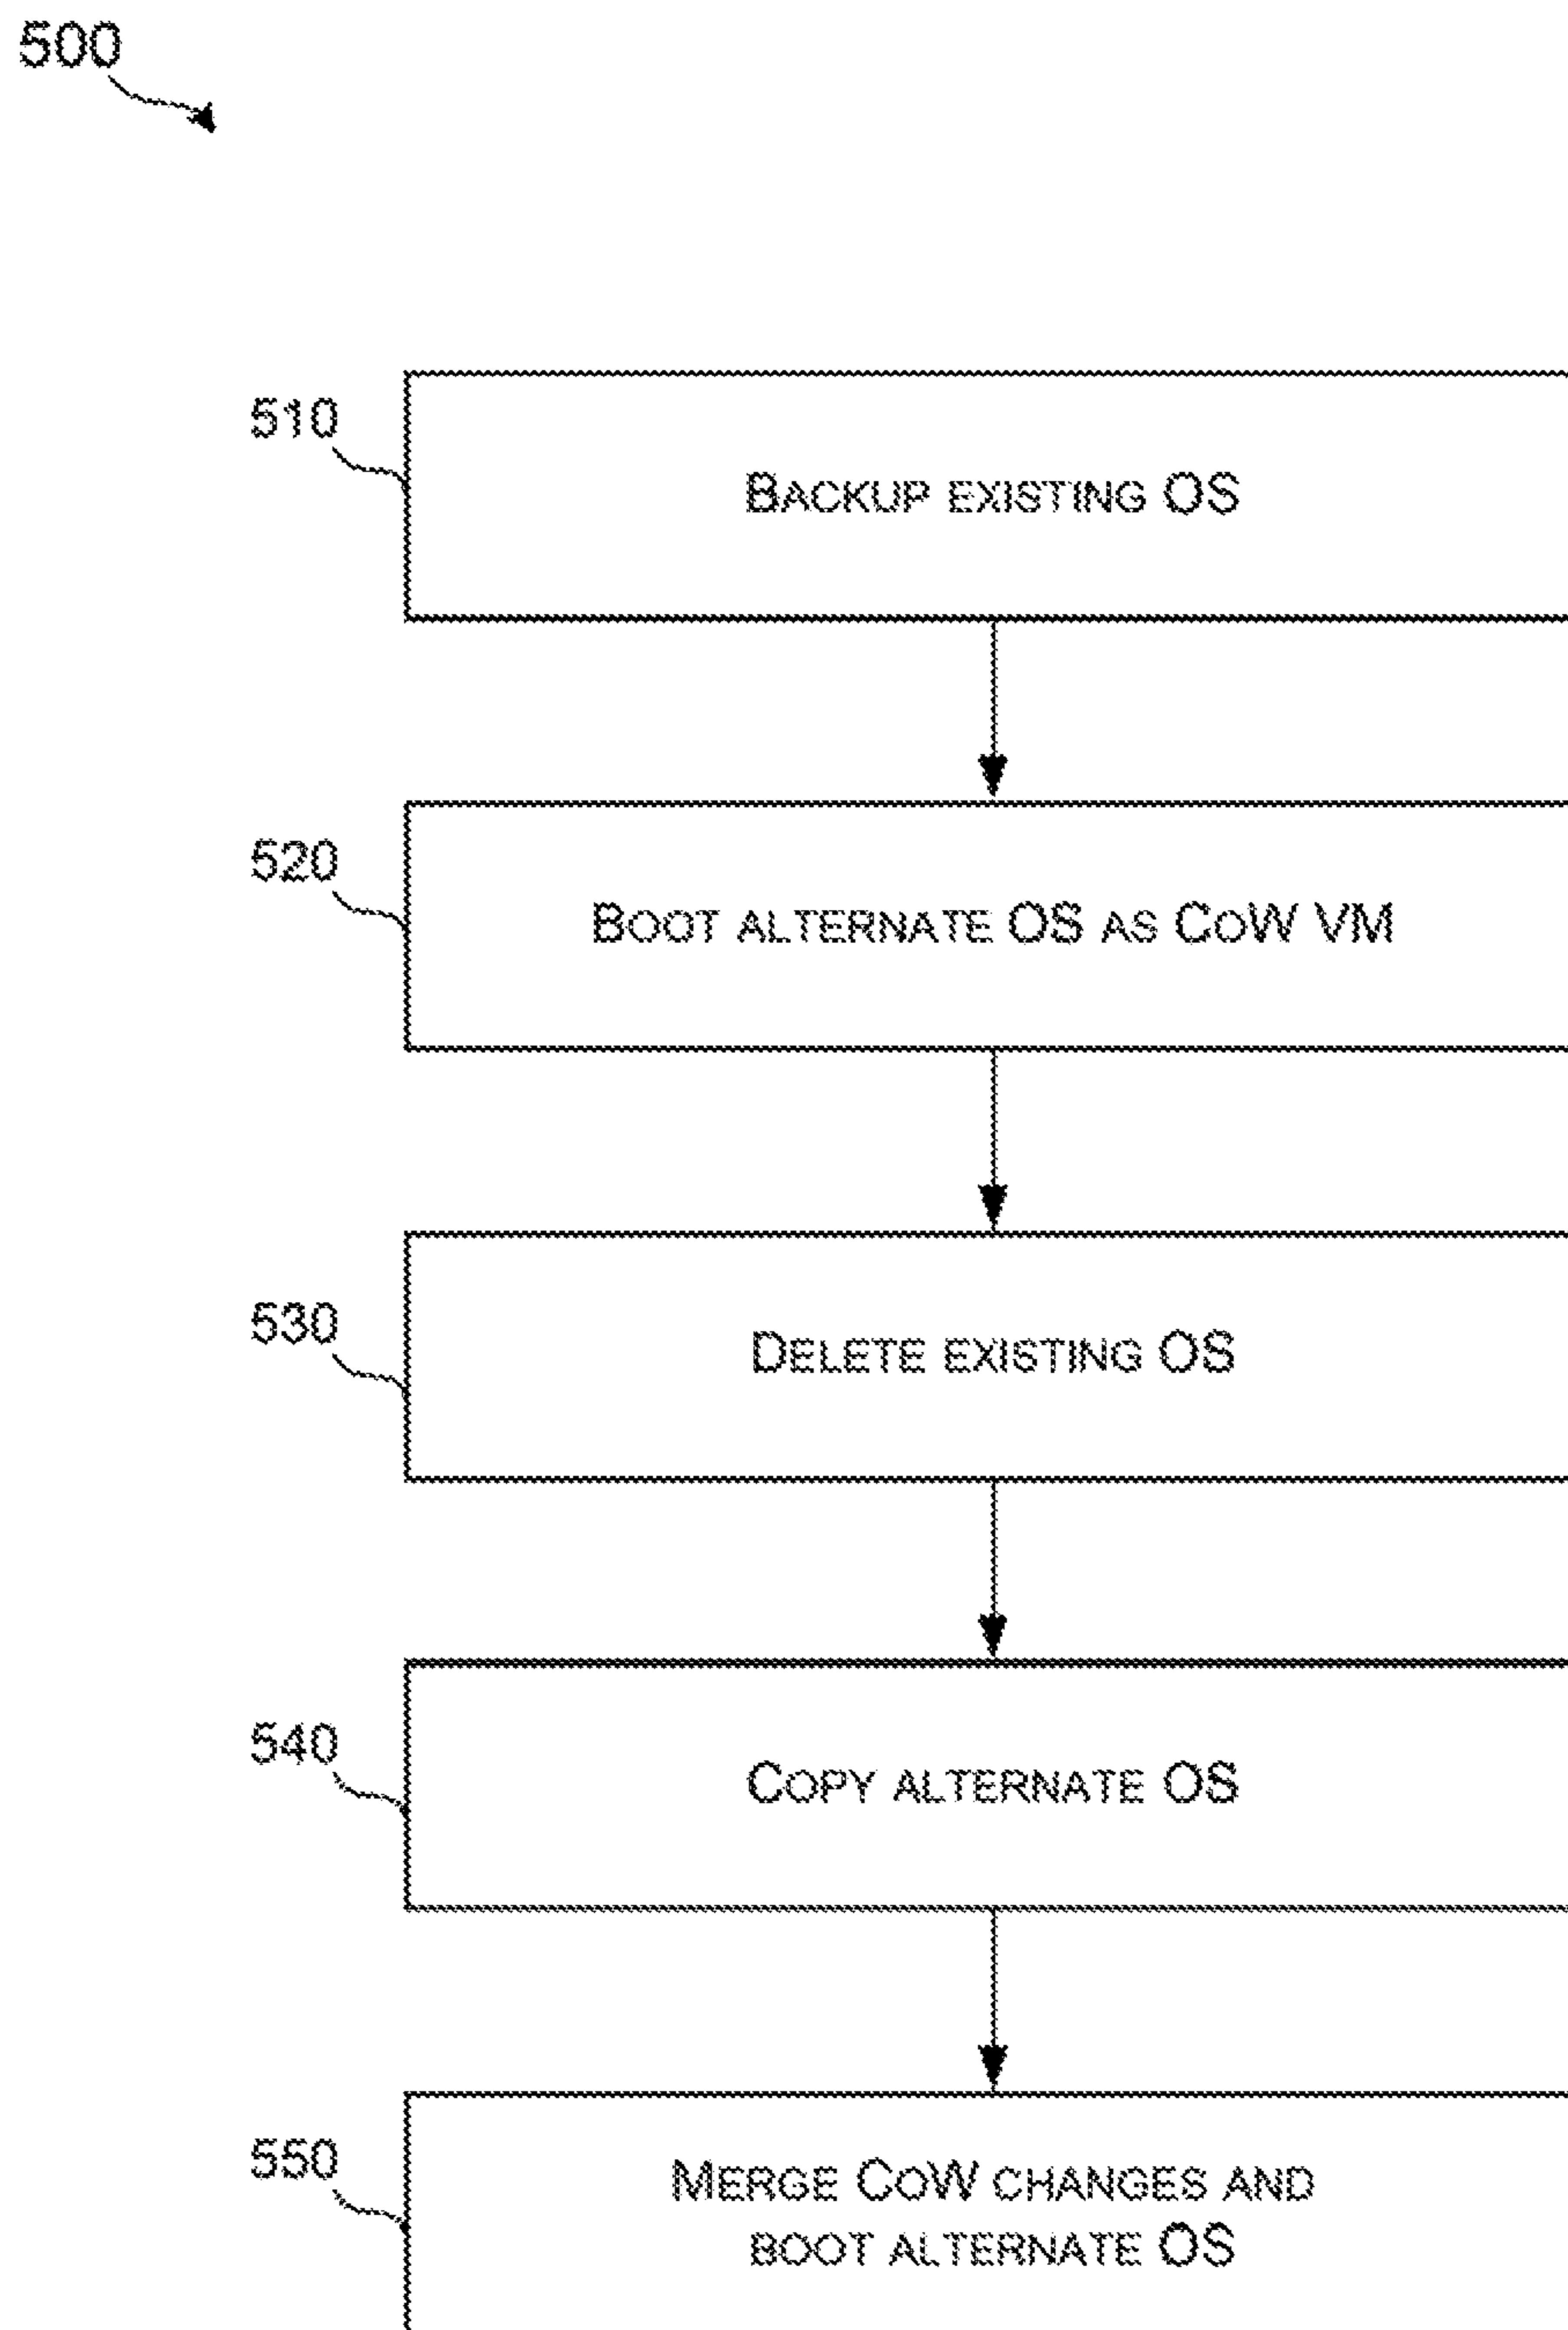 500
510
BACKUP EXISTING OS
520
BOOT ALTERNATE OS AS COW VM
530
DELETE EXISTING OS
540
COPY ALTERNATE OS
550
MERGE COW CHANGES AND
BOOT ALTERNATE OS